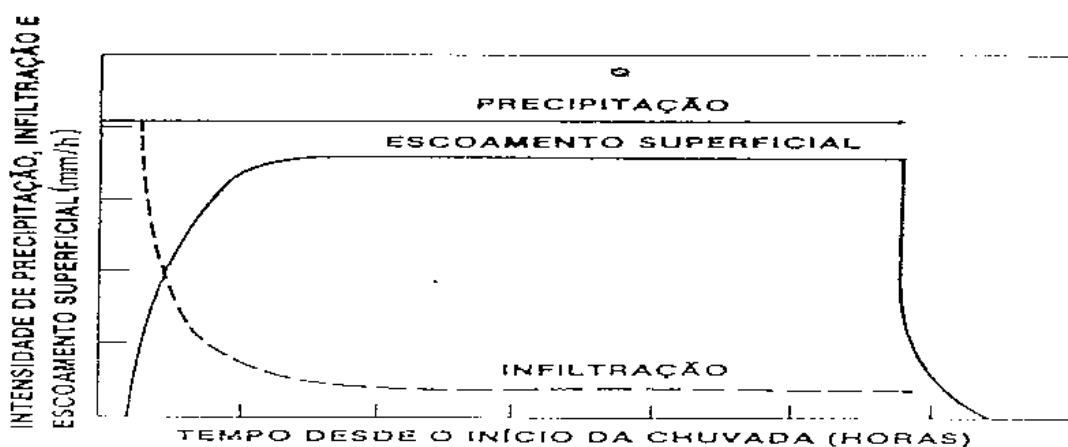 INTENSIDADE DE PRECIPITAÇÃO, INFILTRAÇÃO E
ESCOAMENTO SUPERFICIAL (mm/h)
PRECIPITAÇÃO
ESCOAMENTO SUPERFICIAL
INFILTRAÇÃO
TEMPO DESDE O INÍCIO DA CHUVADA (HORAS)